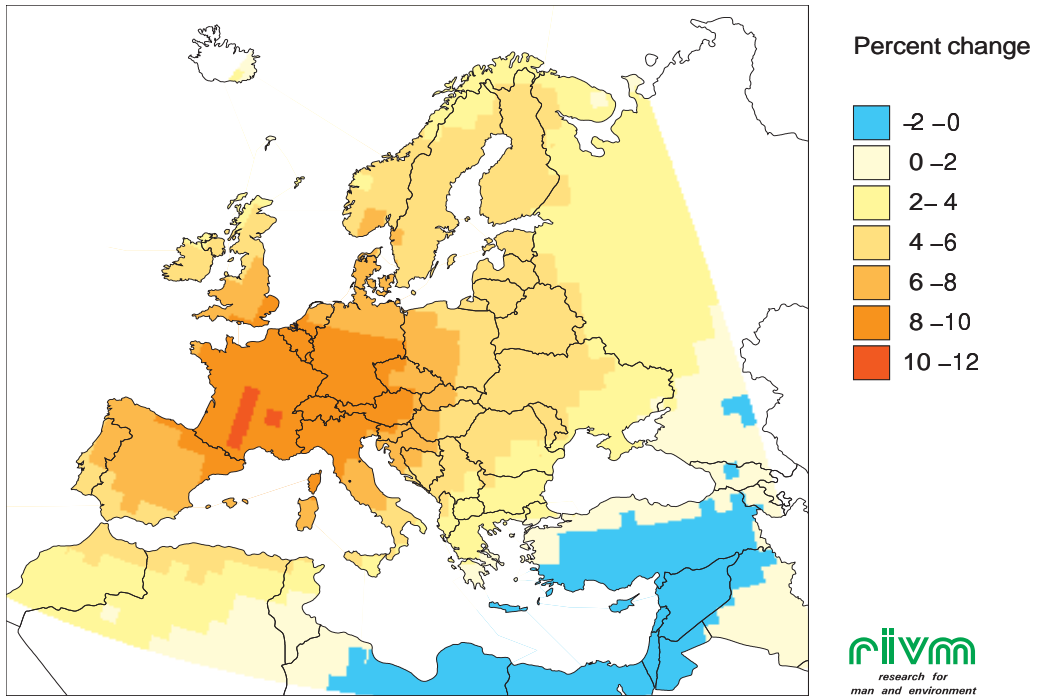 Percent change
-2 -0
0 -2
2- 4
4 -6
6 -8
8 -10
10 -12
riivm
research for
man and environment